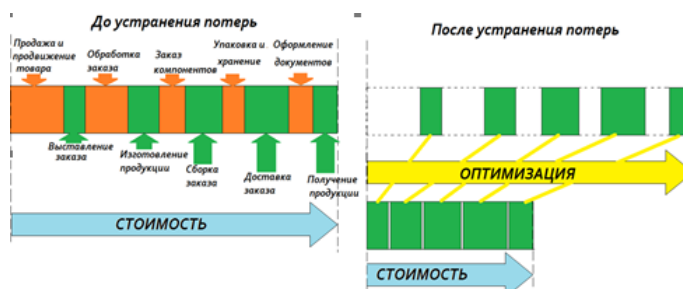 До устранения потерь
Продажа и
продвижение
товара
Обработка
заказа
Заказ
компонентов
Упаковка и
хранение
Оформление
документов
Выставление
заказа
Изготовление
продукции
Сборка
заказа
Доставка
заказа
Получение
продукции
СТОИМОСТЬ
После устранения потерь
ОПТИМИЗАЦИЯ
СТОИМОСТЬ